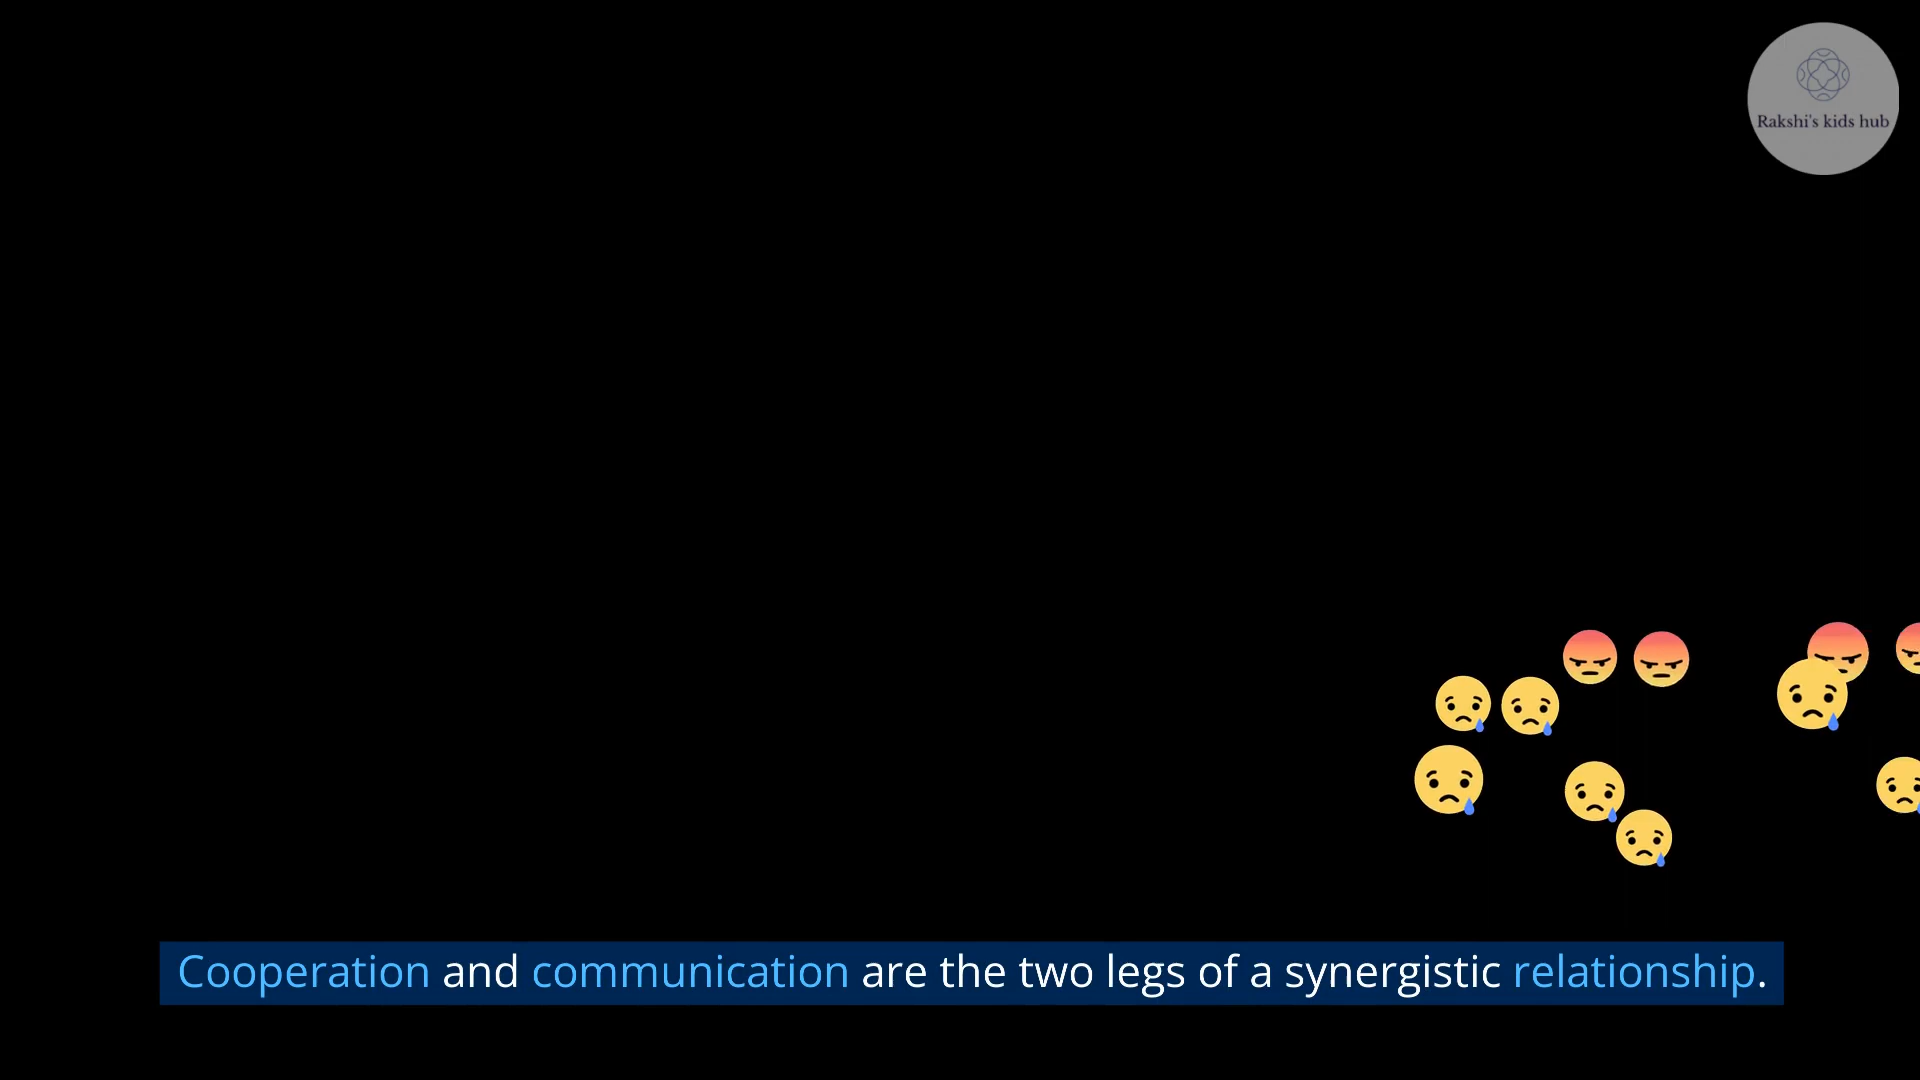 Rakshi's kids hub
Cooperation and communication are the two legs of a synergistic relationship.